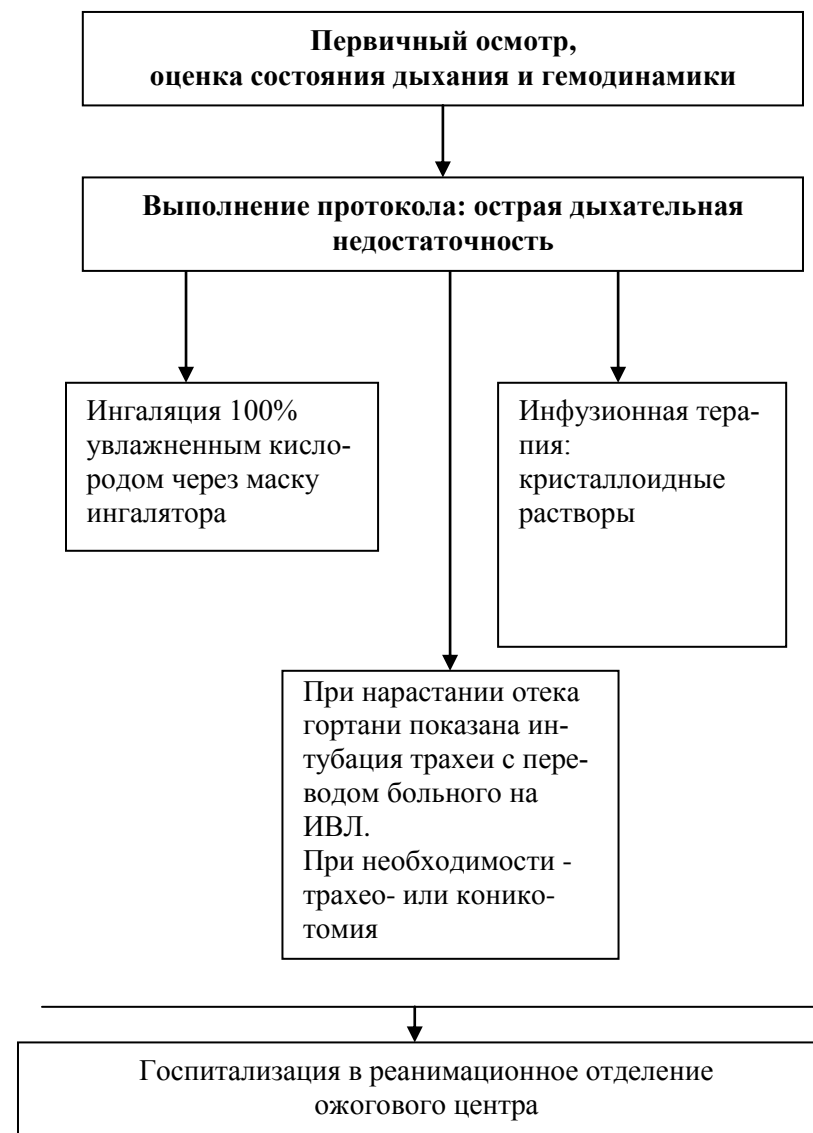 Первичный осмотр,
оценка состояния дыхания и гемодинамики
Выполнение протокола: острая дыхательная
недостаточность
Ингаляция 100%
увлажненным кисло-
родом через маску
ингалятора
Инфузионная тера-
пия:
кристаллоидные
растворы
При нарастании отека
гортани показана ин-
тубация трахеи с пере-
водом больного на
ИВЛ.
При необходимости -
трахео- или конико-
томия
Госпитализация в реанимационное отделение
ожогового центра